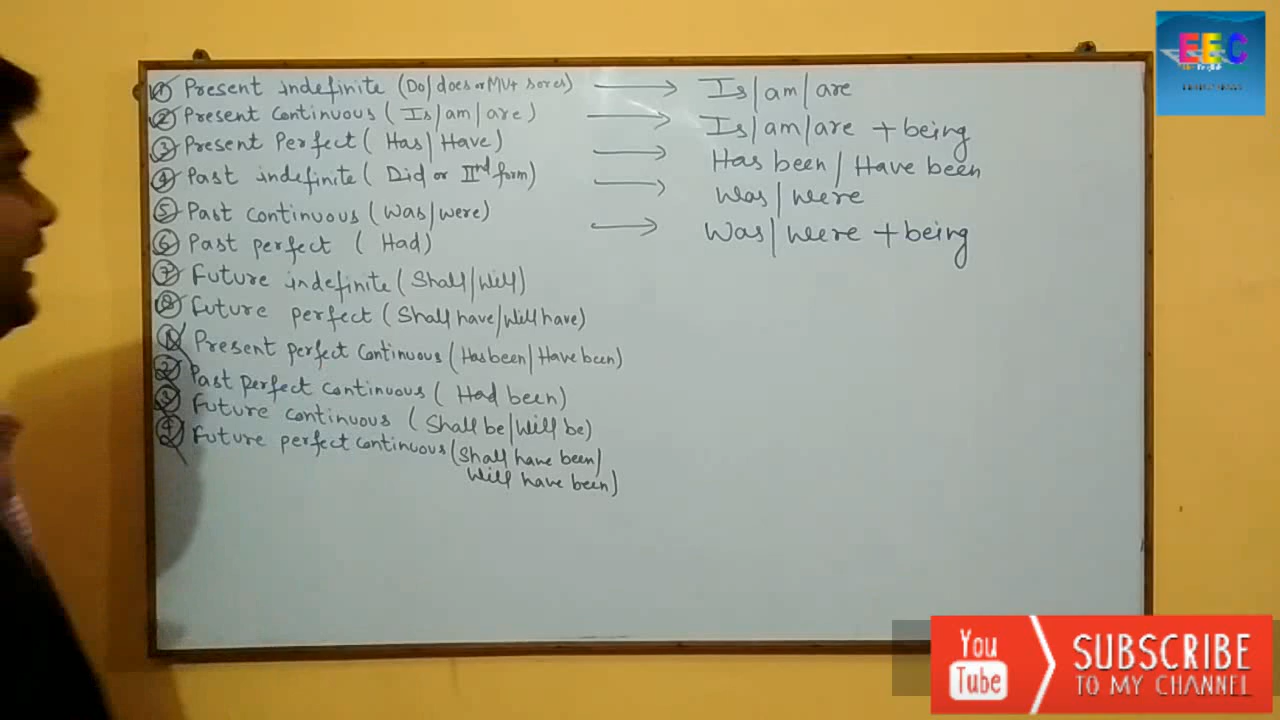 ① Present indefinite (Do/does or MV+ s or es) → Is/am/are
② Present Continuous (Is/am/are) → Is/am/are + being
③ Present Perfect (Has/Have) → Has been/Have been
④ Past indefinite (Did or IInd form) → Was/were
⑤ Past continuous (Was/were) → Was/were + being
⑥ Past perfect (Had)
⑦ Future indefinite (Shall/Will)
⑧ Future perfect (Shall have/Will have)
① Present perfect continuous (Has been/Have been)
② Past perfect continuous (Had been)
③ Future continuous (Shall be/Will be)
④ Future perfect continuous (Shall have been/
Will have been)
EEC
You
Tube
SUBSCRIBE
TO MY CHANNEL